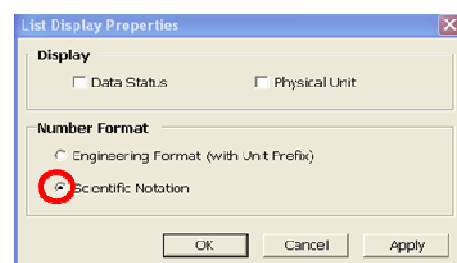 List Display Properties
Display
Data Status Physical Unit
Number Format
Engineering Format (with Unit Prefix)
Scientific Notation
OK Cancel Apply